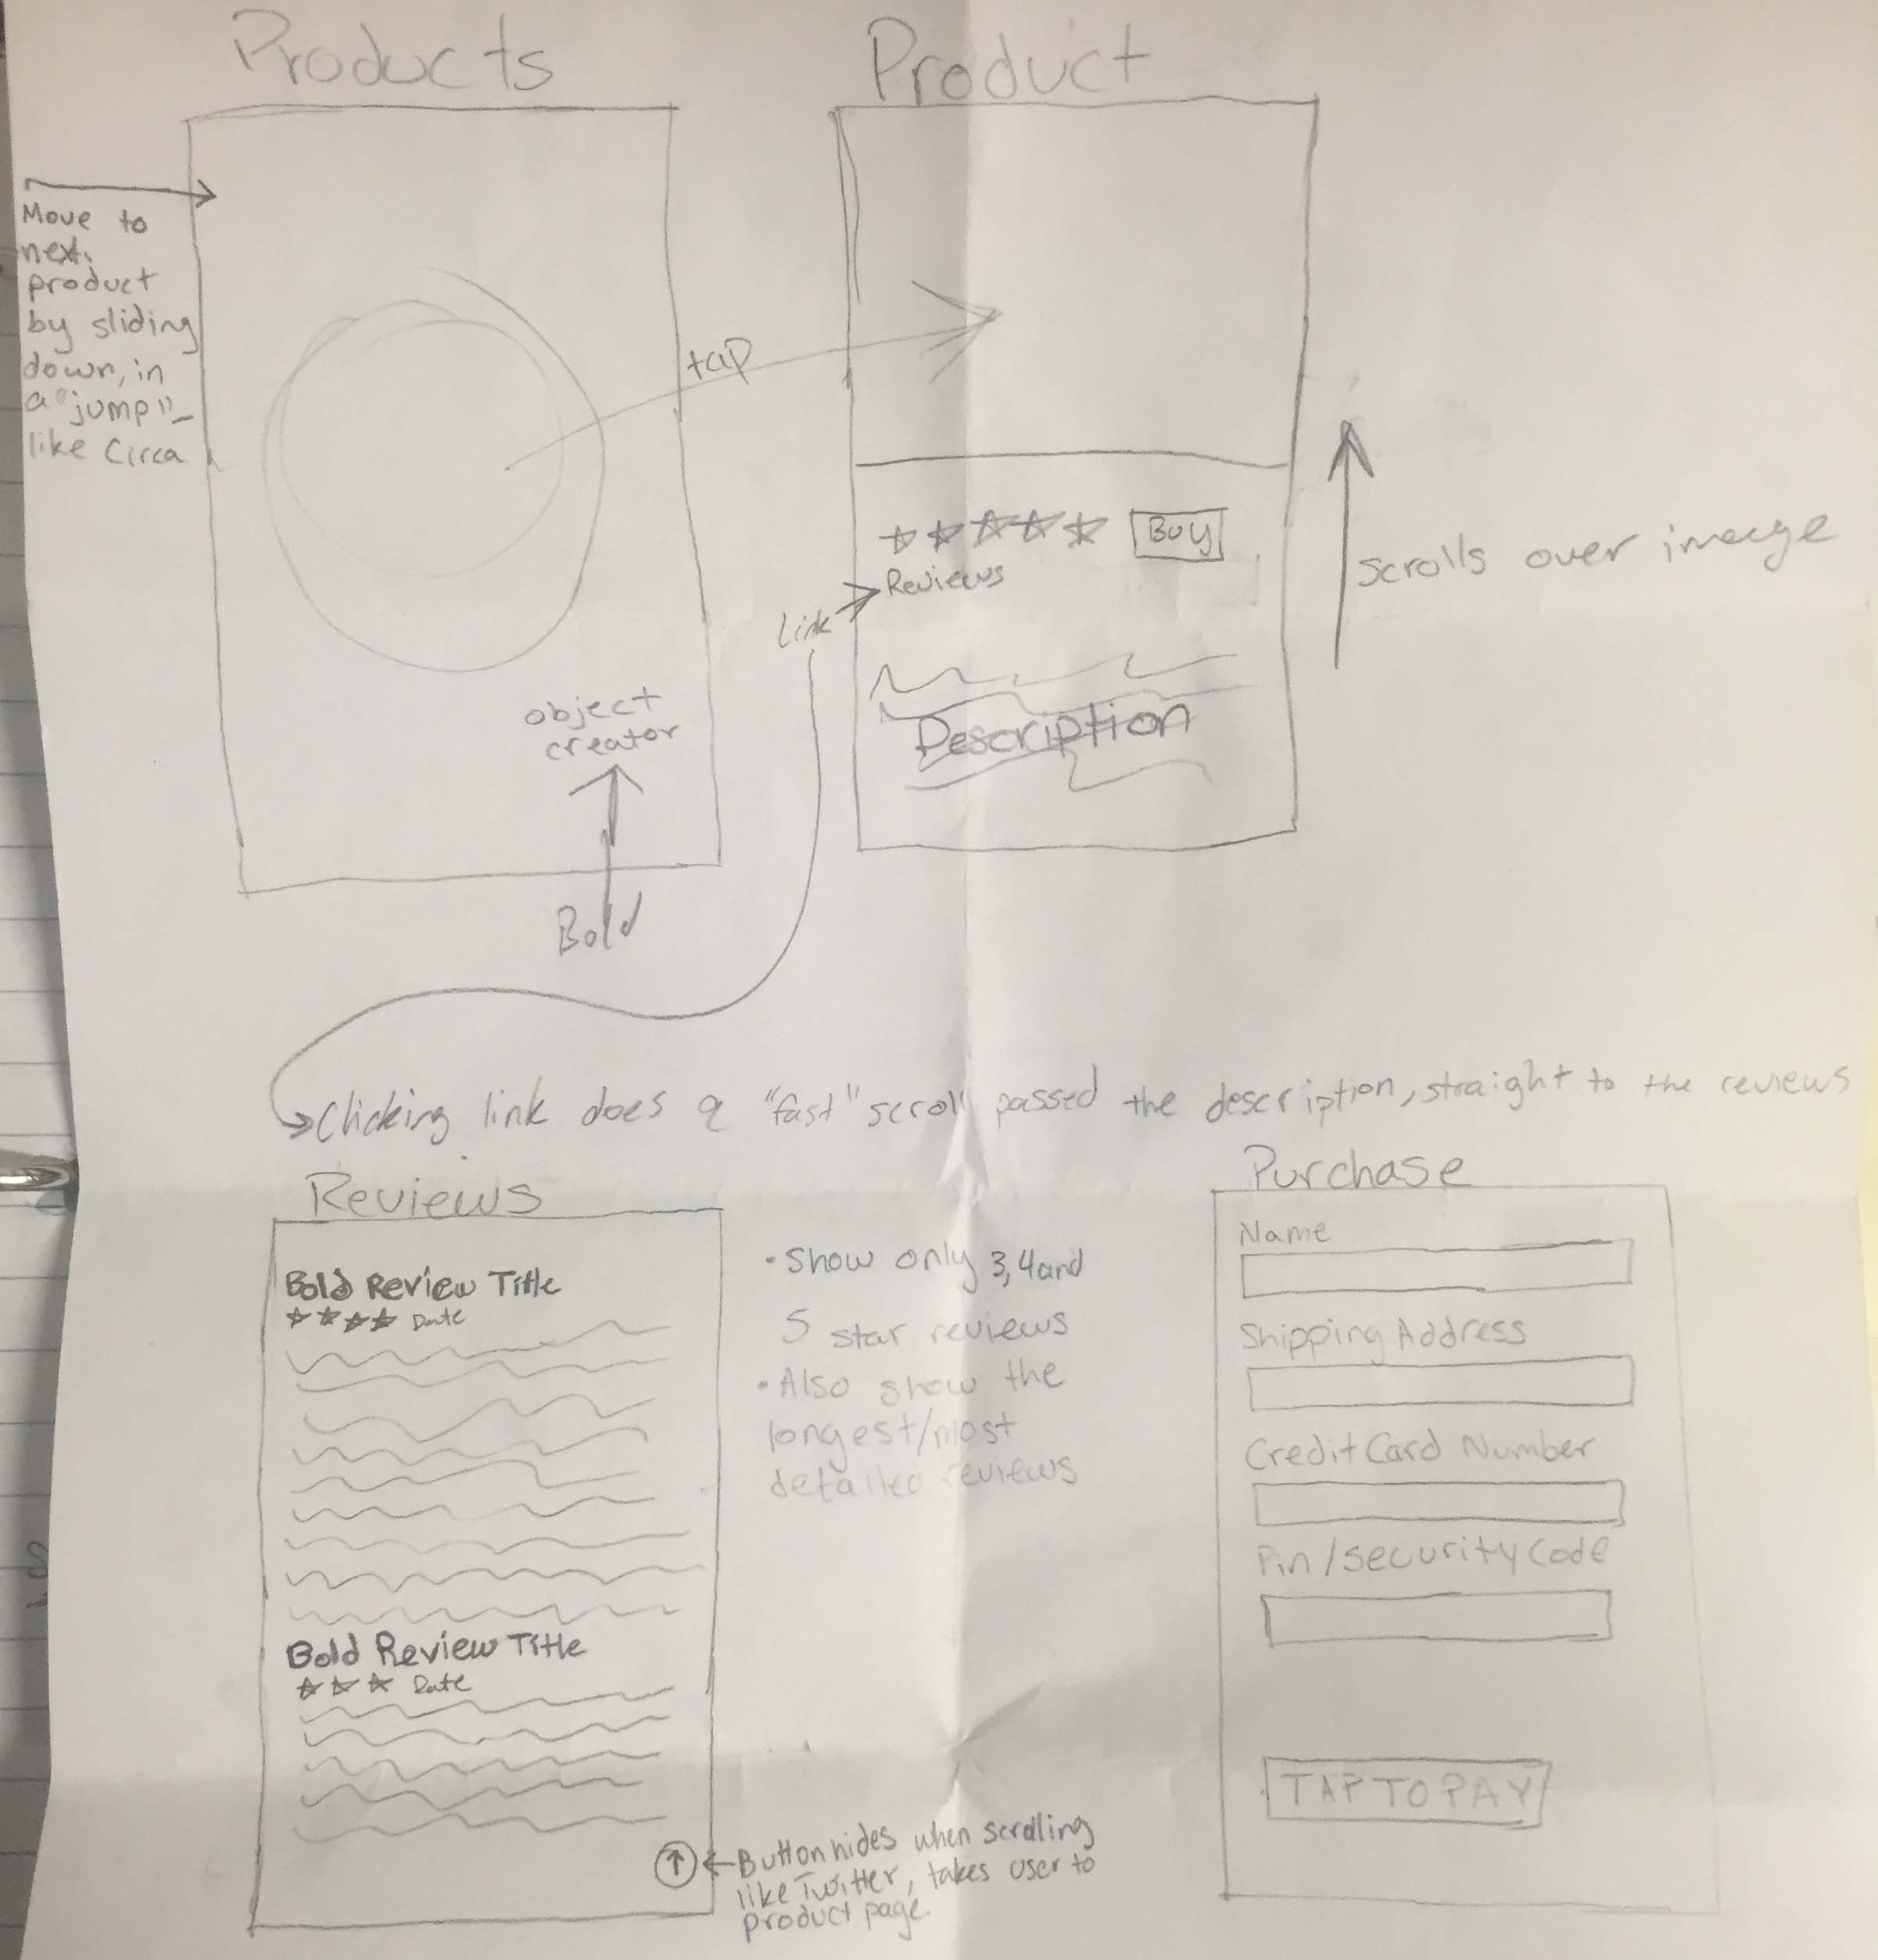 Products
Move to
next
product
by sliding
down, in
a "jump"-
like Circa
tap
object
creator
Bold
Product
Buy
Reviews
Link
Description
scrolls over image
Clicking link does a "fast" scroll passed the description, straight to the reviews
Reviews
Bold Review Title
Date
Bold Review Title
Date
• Show only 3, 4 and
5 star reviews
• Also show the
longest/most
detailed reviews
Button hides when scrolling
like Twitter, takes user to
product page.
Purchase
Name
Shipping Address
Credit Card Number
Pin/security Code
TAP TO PAY